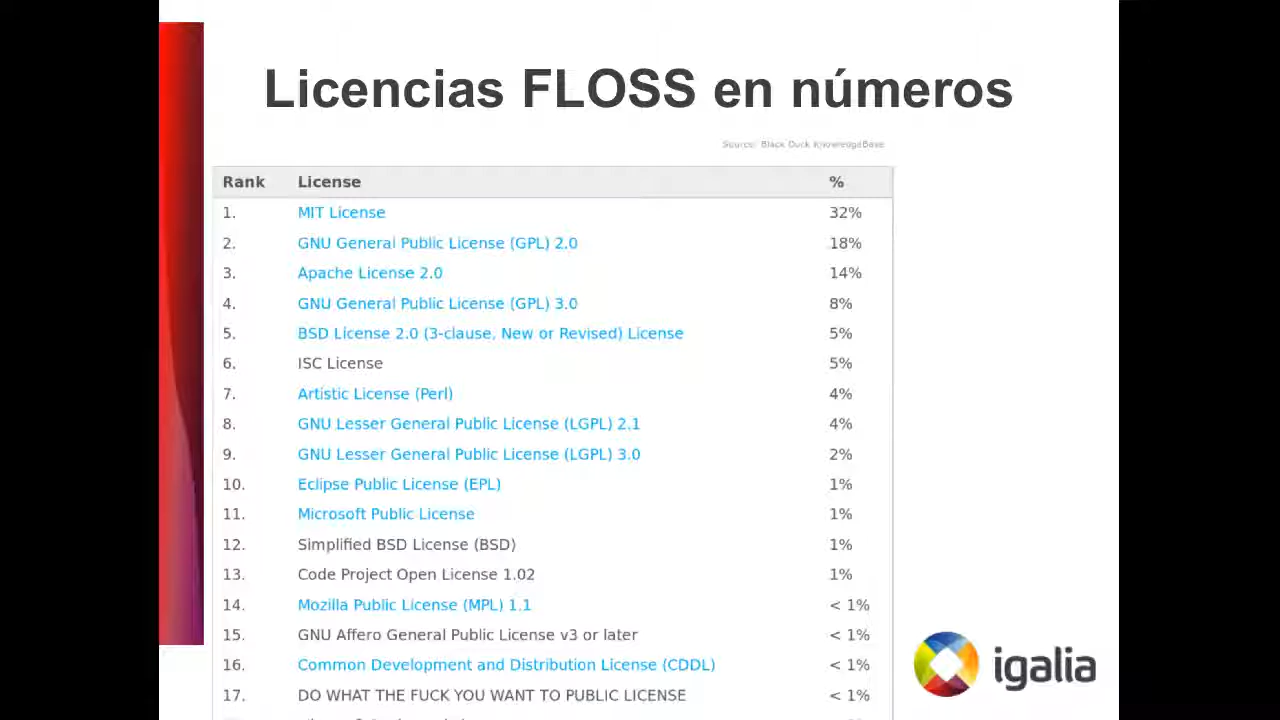 Licencias FLOSS en números
Source: Black Duck KnowledgeBase
Rank License %
1. MIT License 32%
2. GNU General Public License (GPL) 2.0 18%
3. Apache License 2.0 14%
4. GNU General Public License (GPL) 3.0 8%
5. BSD License 2.0 (3-clause, New or Revised) License 5%
6. ISC License 5%
7. Artistic License (Perl) 4%
8. GNU Lesser General Public License (LGPL) 2.1 4%
9. GNU Lesser General Public License (LGPL) 3.0 2%
10. Eclipse Public License (EPL) 1%
11. Microsoft Public License 1%
12. Simplified BSD License (BSD) 1%
13. Code Project Open License 1.02 1%
14. Mozilla Public License (MPL) 1.1 < 1%
15. GNU Affero General Public License v3 or later < 1%
16. Common Development and Distribution License (CDDL) < 1%
17. DO WHAT THE FUCK YOU WANT TO PUBLIC LICENSE < 1%
igalia